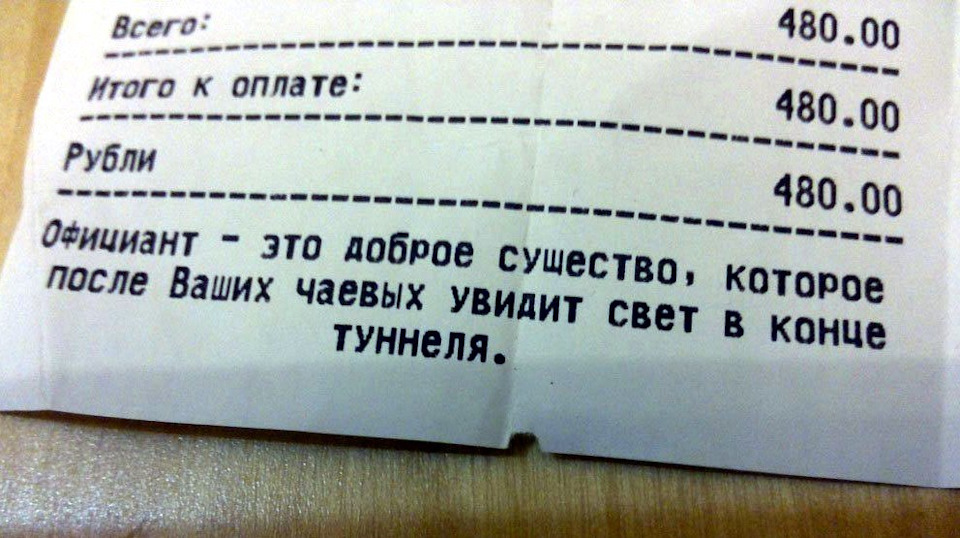 Всего: 480.00
Итого к оплате: 480.00
Рубли 480.00
Официант - это доброе существо, которое
после Ваших чаевых увидит свет в конце
туннеля.